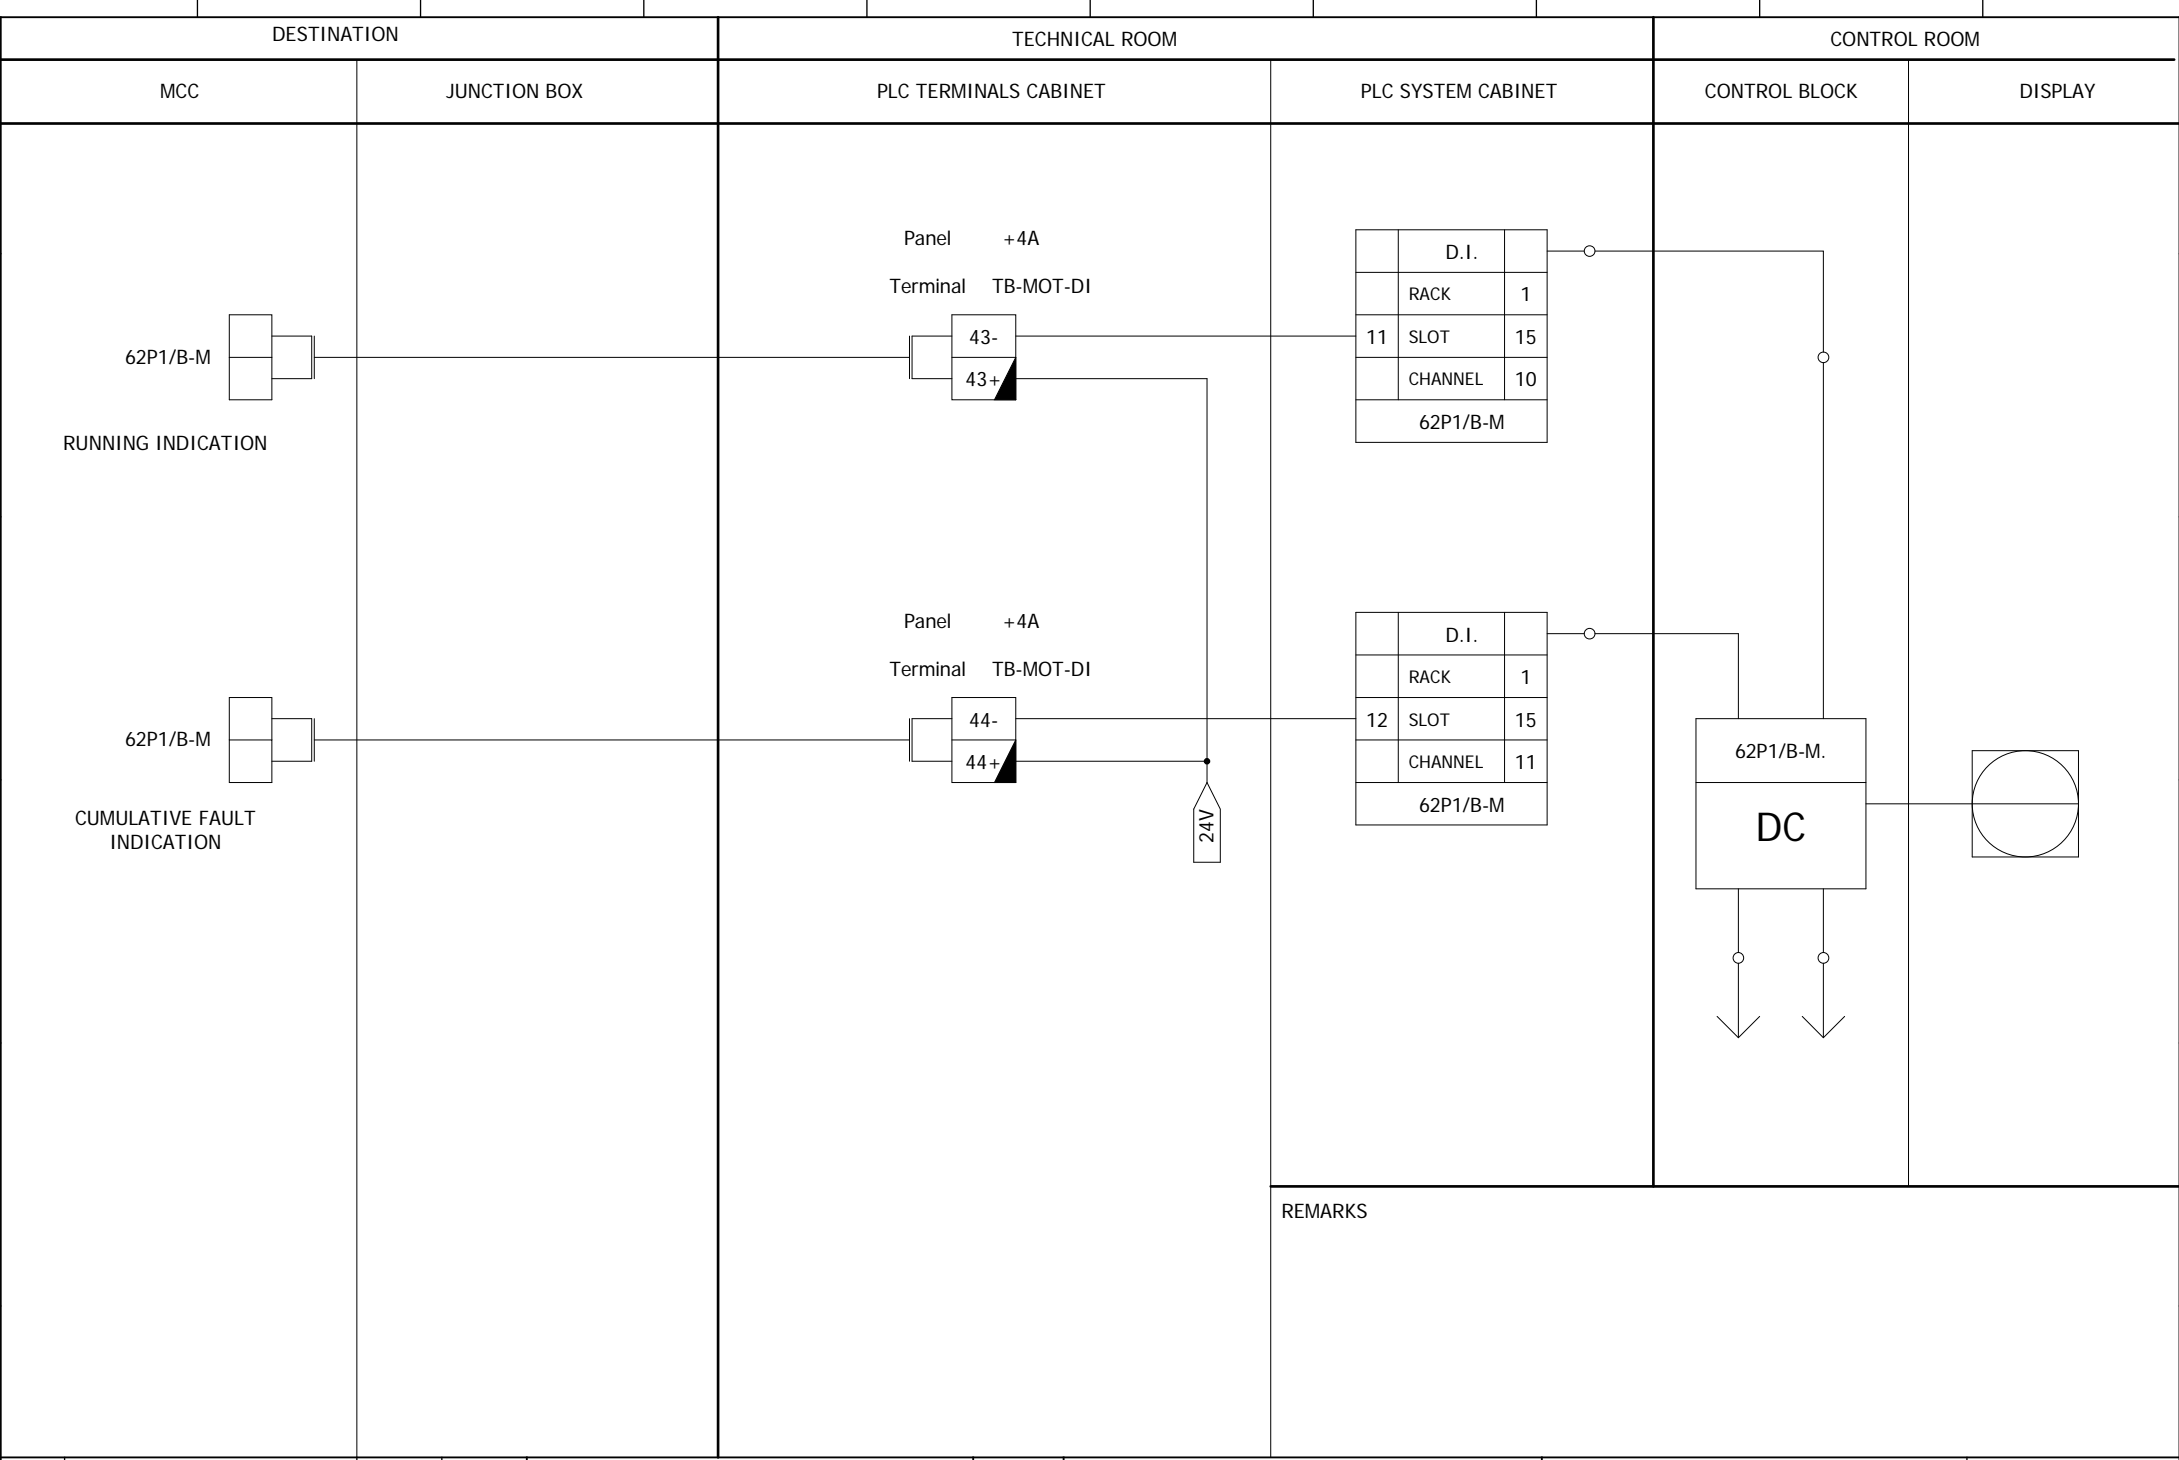 DESTINATION
TECHNICAL ROOM
CONTROL ROOM
MCC
JUNCTION BOX
PLC TERMINALS CABINET
PLC SYSTEM CABINET
CONTROL BLOCK
DISPLAY
62P1/B-M
RUNNING INDICATION
Panel +4A
Terminal TB-MOT-DI
43-
43+
D.I.
RACK 1
11 SLOT 15
CHANNEL 10
62P1/B-M
62P1/B-M
CUMULATIVE FAULT
INDICATION
Panel +4A
Terminal TB-MOT-DI
44-
44+
24V
D.I.
RACK 1
12 SLOT 15
CHANNEL 11
62P1/B-M
62P1/B-M.
DC
REMARKS